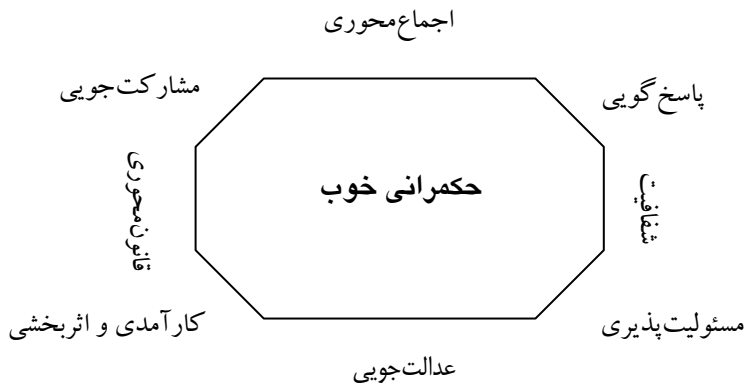 اجماع‌محوری
پاسخ‌گویی
مشارکت‌جویی
شفافیت
حکمرانی خوب
قانون‌محوری
مسئولیت‌پذیری
کارآمدی و اثربخشی
عدالت‌جویی